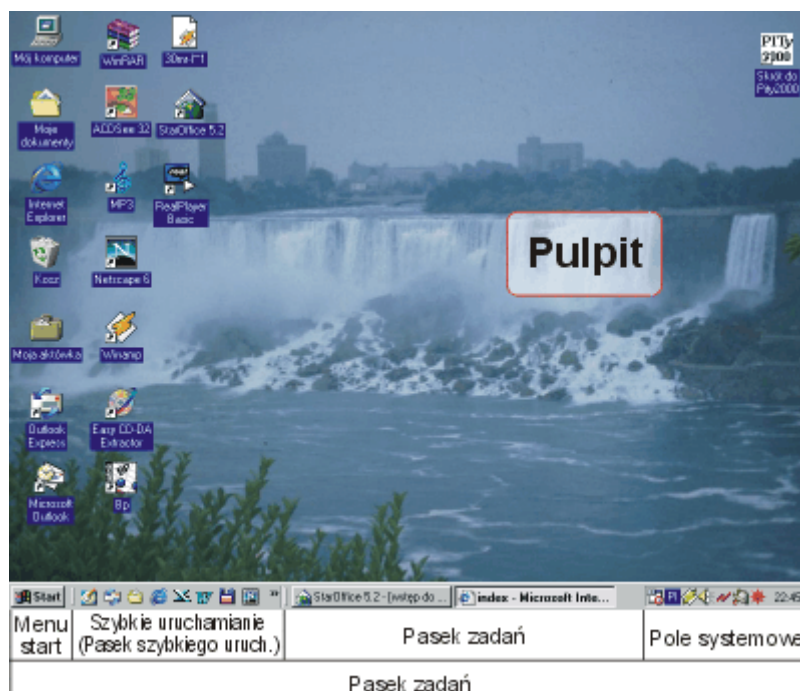 Mój komputer
WinRAR
PITy 2000
Skrót do
Pity2000
Moje
dokumenty
ACDSee 32
StarOffice 5.2
Internet
Explorer
MP3
RealPlayer
Basic
Pulpit
Kosz
Netscape 6
Moja aktówka
Winamp
Outlook
Express
Easy CD-DA
Extractor
Microsoft
Outlook
Bp
Start
StarOffice 5.2 - [wstęp do ...
index - Microsoft Inte...
22:45
Menu
start
Szybkie uruchamianie
(Pasek szybkiego uruch.)
Pasek zadań
Pole systemowe
Pasek zadań